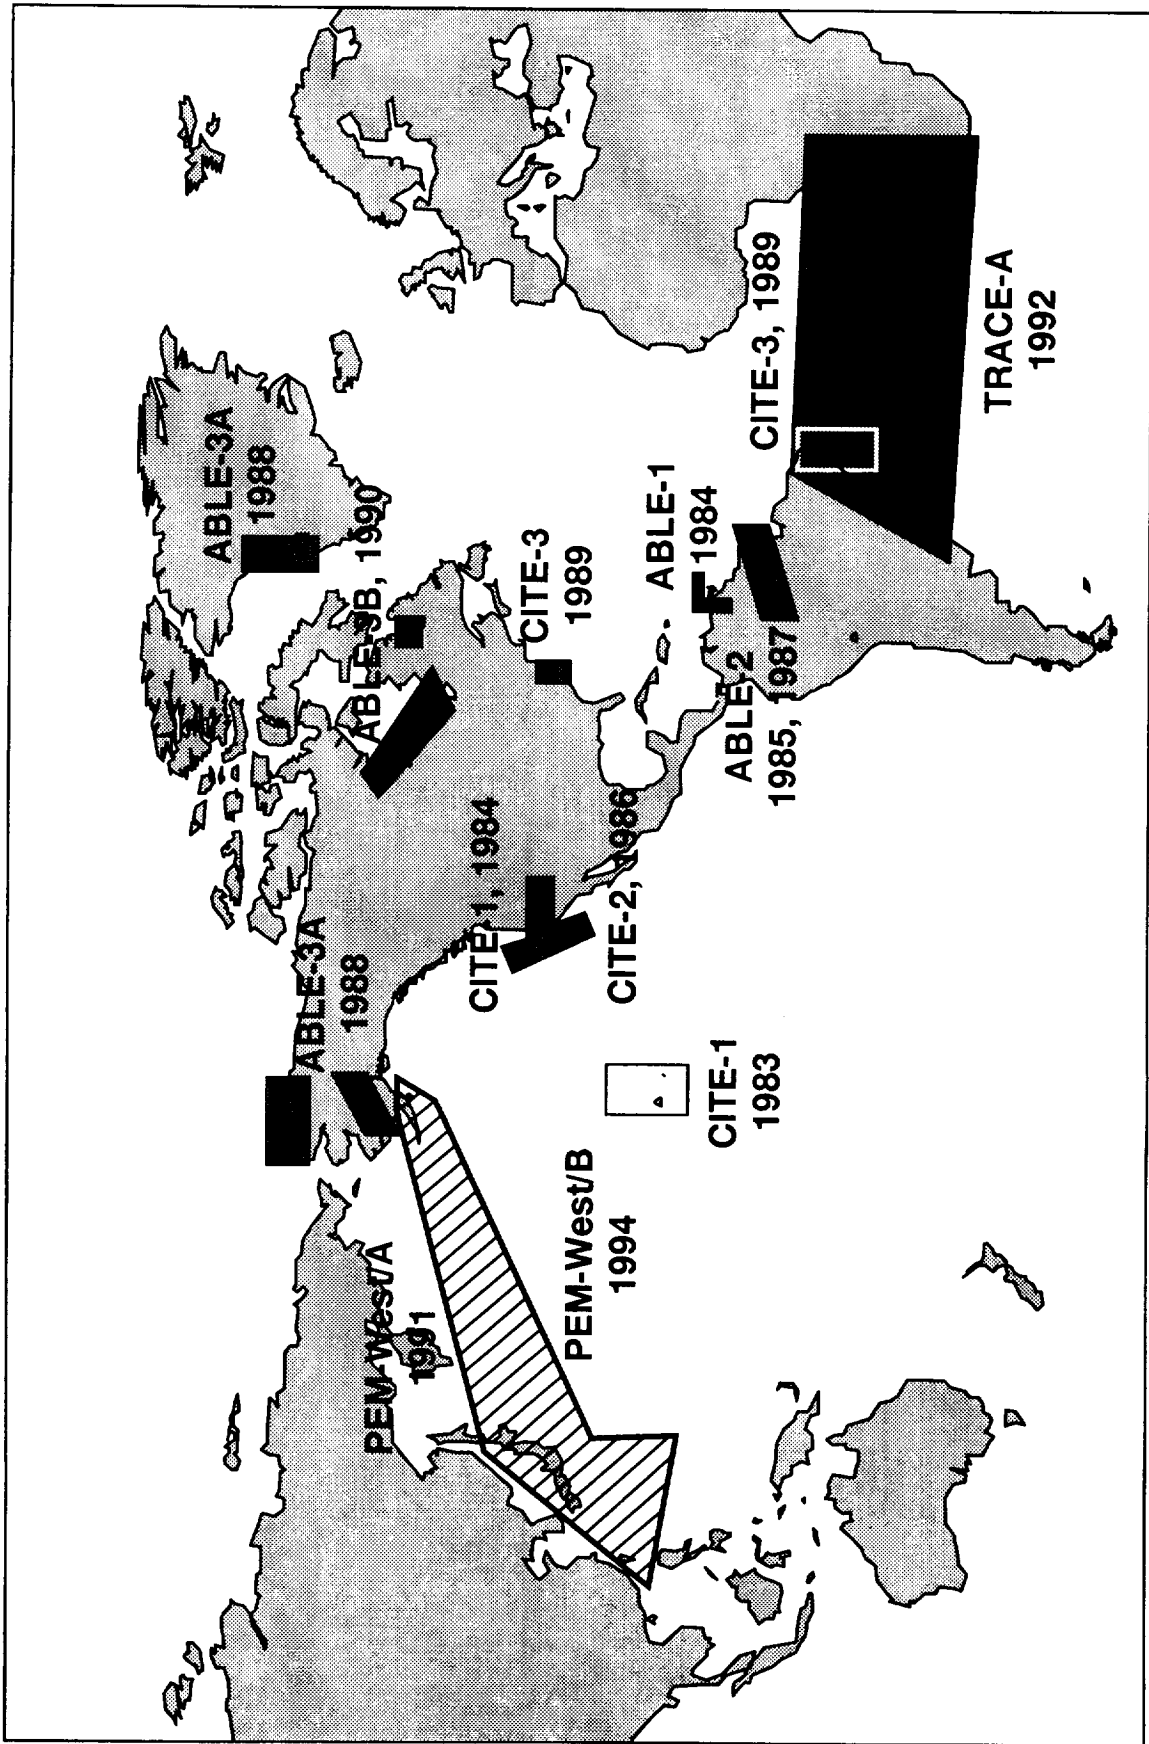 ABLE-3A
1988
ABLE-3A
1988
PEM-West/A
1991
ABLE-3B, 1990
CITE-1, 1984
CITE-3
1989
PEM-West/B
1994
CITE-2, 1986
ABLE-1
1984
CITE-1
1983
ABLE-2
1985, 1987
CITE-3, 1989
TRACE-A
1992